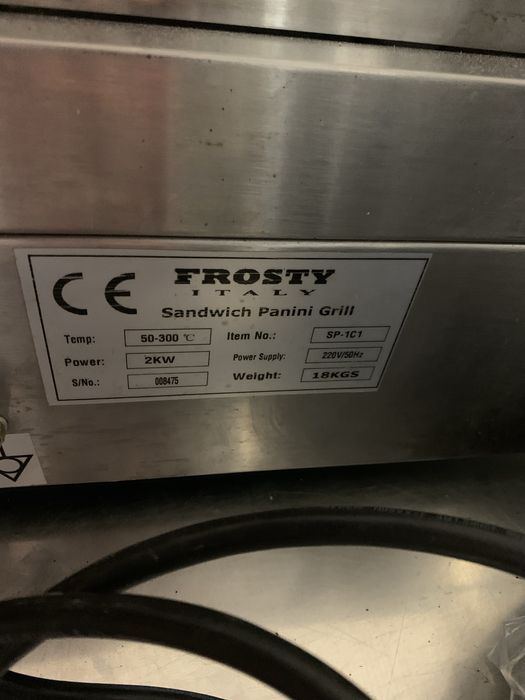 CE FROSTY
ITALY
Sandwich Panini Grill
Temp: 50-300 ℃ Item No.: SP-1C1
Power: 2KW Power Supply: 220V/50Hz
S/No.: 008475 Weight: 18KGS